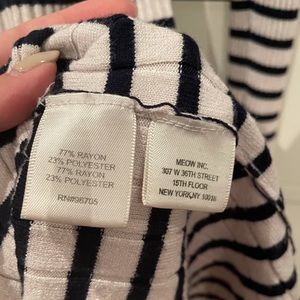 77% RAYON
23% POLYESTER
77% RAYON
23% POLYESTER
RN#96705
MEOW INC.
307 W 36TH STREET
15TH FLOOR
NEW YORK,NY 10018